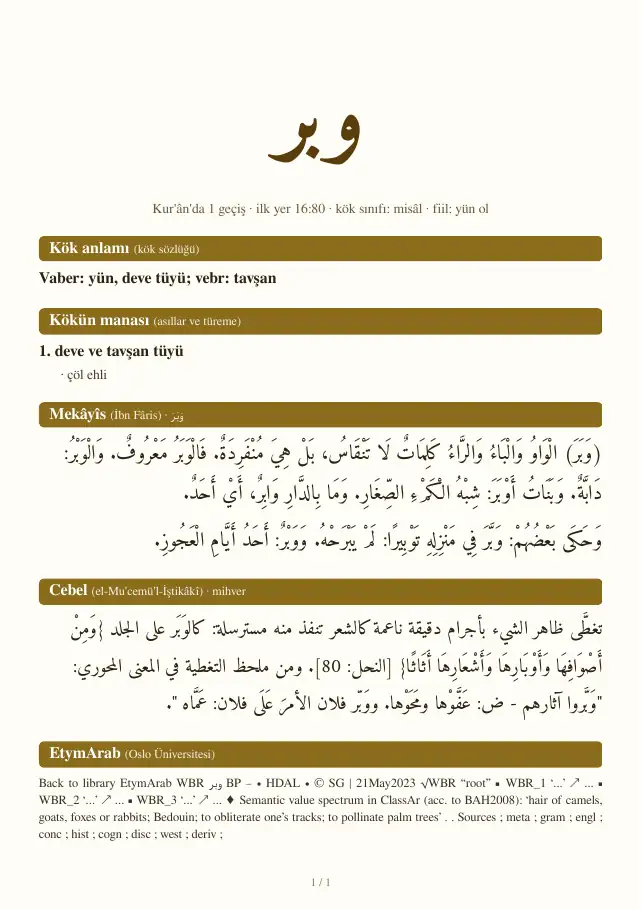 وبر
Kur'ân'da 1 geçiş · ilk yer 16:80 · kök sınıfı: misâl · fiil: yün ol
Kök anlamı (kök sözlüğü)
Vaber: yün, deve tüyü; vebr: tavşan
Kökün manası (asıllar ve türeme)
1. deve ve tavşan tüyü
· çöl ehli
Mekâyîs (İbn Fâris) · وَبَرَ
(وَبَرَ) الْوَاوُ وَالْبَاءُ وَالرَّاءُ كَلِمَاتٌ لَا تَنْقَاسُ، بَلْ هِيَ مُنْفَرِدَةٌ. فَالْوَبَرُ مَعْرُوفٌ. وَالْوَبْرُ:
دَابَّةٌ. وَبَنَاتُ أَوْبَرَ: شِبْهُ الْكَمْءِ الصِّغَارِ. وَمَا بِالدَّارِ وَابِرٌ، أَيْ أَحَدٌ.
وَحَكَى بَعْضُهُمْ: وَبَّرَ فِي مَنْزِلِهِ تَوْبِيرًا: لَمْ يَبْرَحْهُ. وَوَبْرٌ: أَحَدُ أَيَّامِ الْعَجُوزِ.
Cebel (el-Mu'cemü'l-İştikâkî) · mihver
تغطَّى ظاهر الشيء بأجرام دقيقة ناعمة كالشعر تنفذ منه مسترسلة: كالوَبَر على الجلد {وَمِنْ
أَصْوَافِهَا وَأَوْبَارِهَا وَأَشْعَارِهَا أَثَاثًا} [النحل: 80]. ومن ملحظ التغطية في المعنى المحوري:
"وَبَّروا آثارهم - ض: عَفَّوْها ومَحَوْها. ووَبّر فلان الأمرَ عَلَى فلان: عَمَّاه ".
EtymArab (Oslo Üniversitesi)
Back to library EtymArab WBR وبر BP – • HDAL • © SG | 21May2023 √WBR “root” ▪ WBR_1 ‘...’ ↗ ... ▪
WBR_2 ‘...’ ↗ ... ▪ WBR_3 ‘...’ ↗ ... ♦ Semantic value spectrum in ClassAr (acc. to BAH2008): ‘hair of camels,
goats, foxes or rabbits; Bedouin; to obliterate one’s tracks; to pollinate palm trees’ . . Sources ; meta ; gram ; engl ;
conc ; hist ; cogn ; disc ; west ; deriv ;
1 / 1